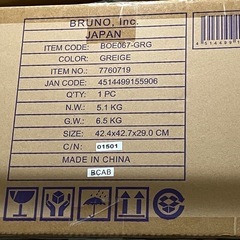 BRUNO, Inc.
JAPAN
ITEM CODE: BOE067-GRG
COLOR: GREIGE
ITEM NO.: 7760719
JAN CODE: 4514499155906
Q'TY: 1 PC
N.W.: 5.1 KG
G.W.: 6.5 KG
SIZE: 42.4x42.7x29.0 CM
C/N: 01501
MADE IN CHINA
BCAB